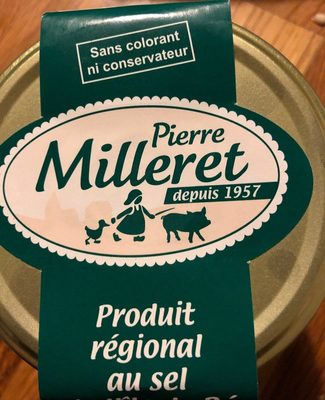 Sans colorant
ni conservateur
Pierre
Milleret
depuis 1957
Produit
régional
au sel